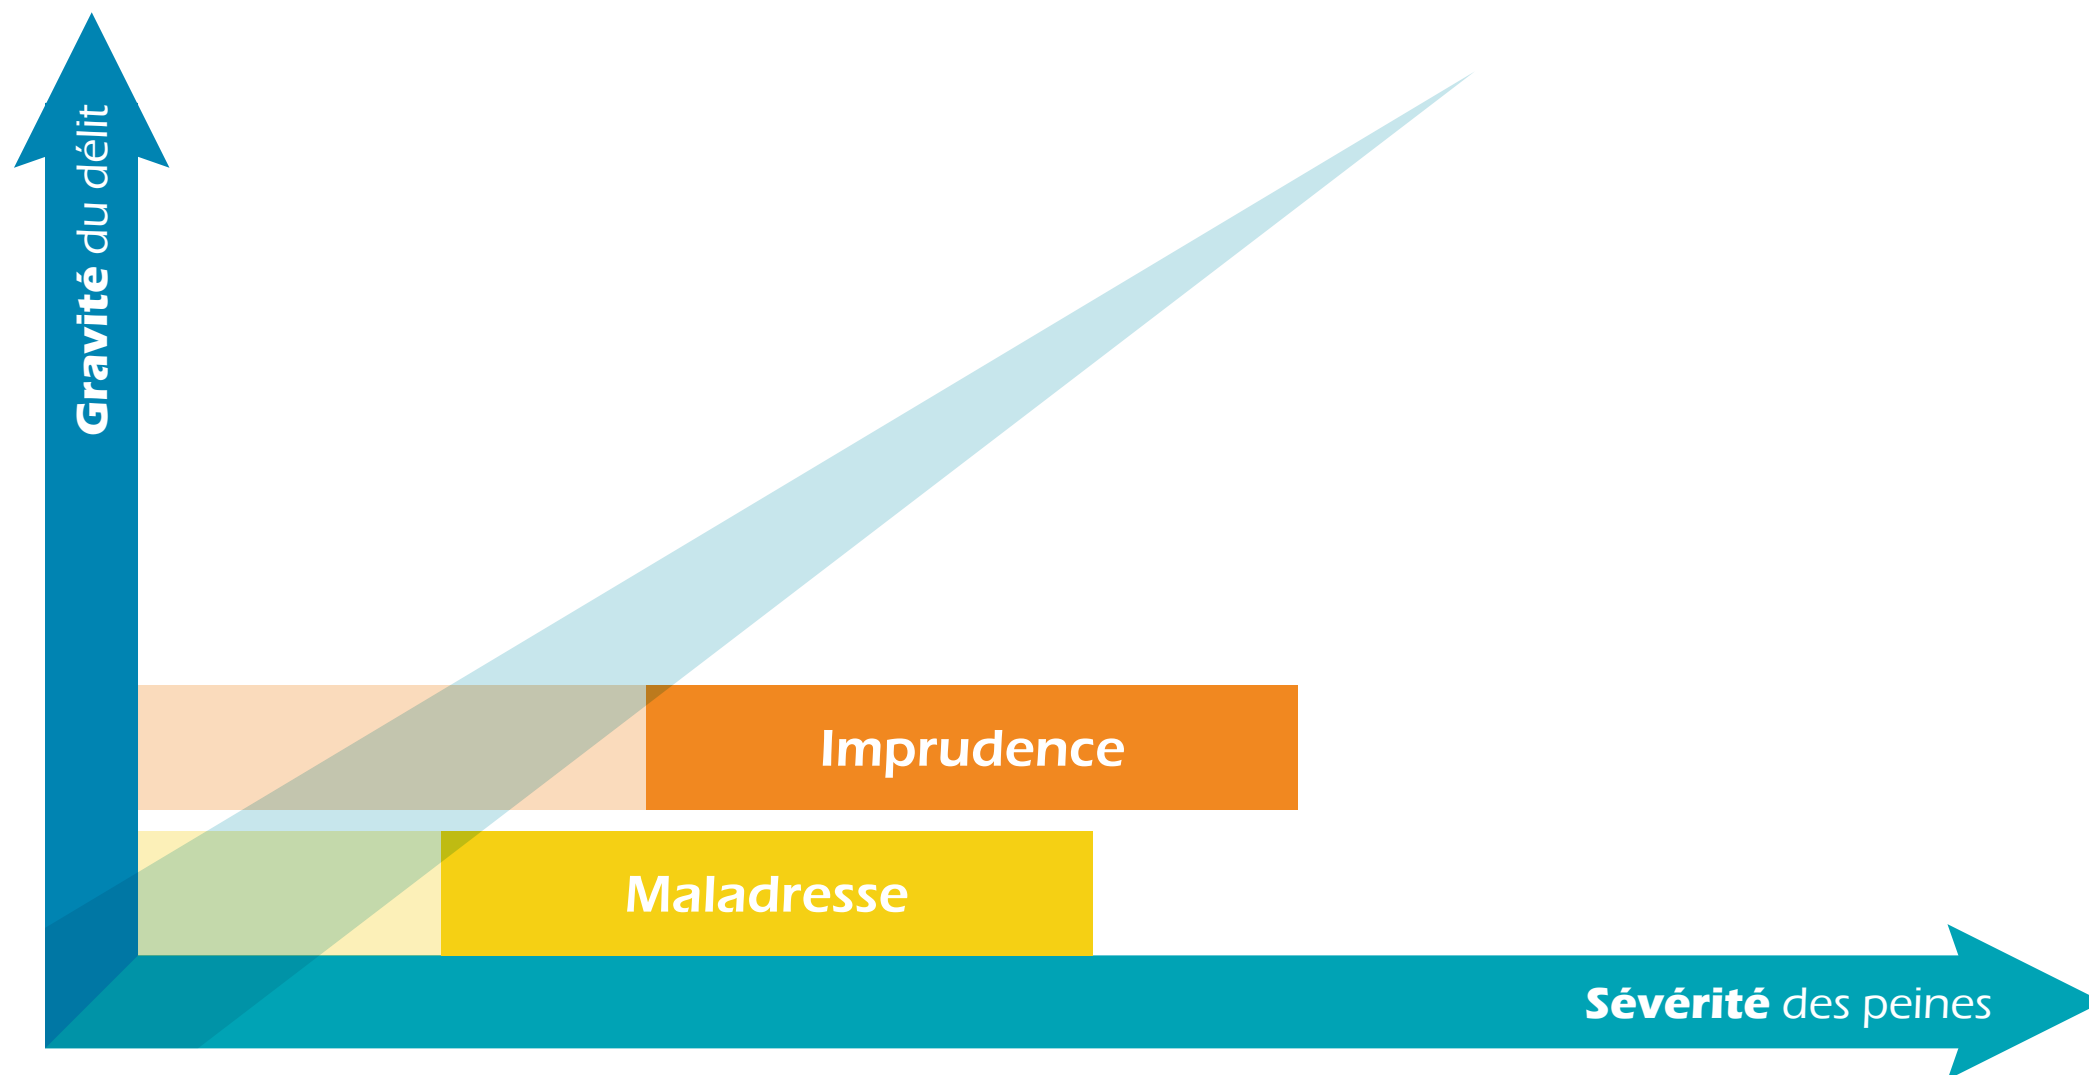 Gravité du délit
Imprudence
Maladresse
Sévérité des peines